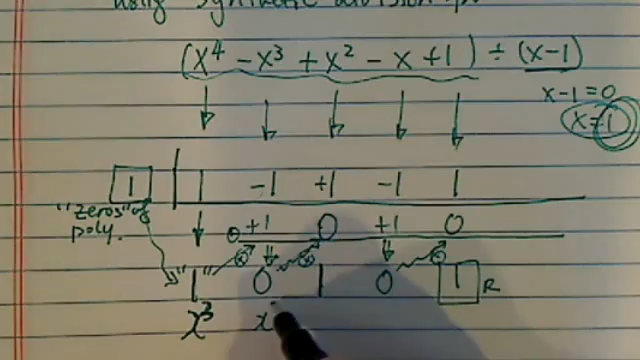 using synthetic division
(x⁴ - x³ + x² - x + 1) ÷ (x-1)
x-1=0
x=1
1 | 1 -1 +1 -1 1
"zeros" of
poly.
+ +1 0 +1 0
"1" 0 1 0 1 R
x³ x